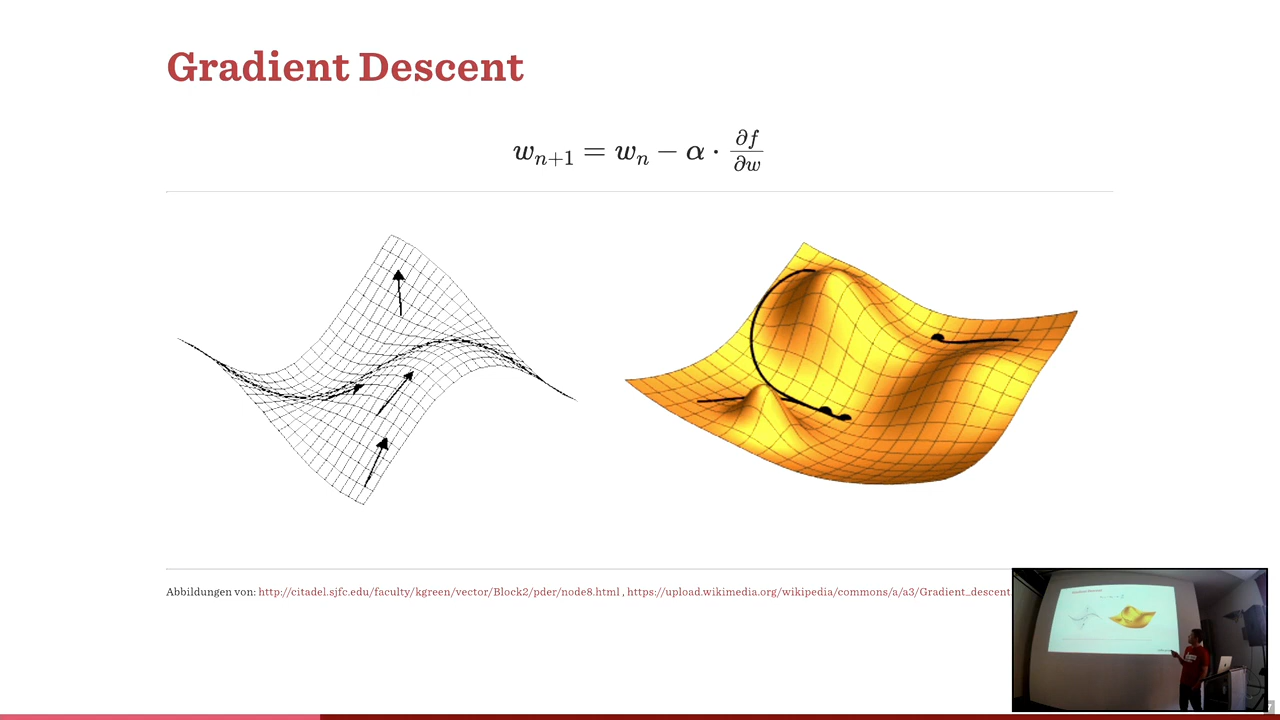 Gradient Descent
w_{n+1} = w_n − α · ∂f/∂w
Abbildungen von: http://citadel.sjfc.edu/faculty/kgreen/vector/Block2/pder/node8.html , https://upload.wikimedia.org/wikipedia/commons/a/a3/Gradient_descent.